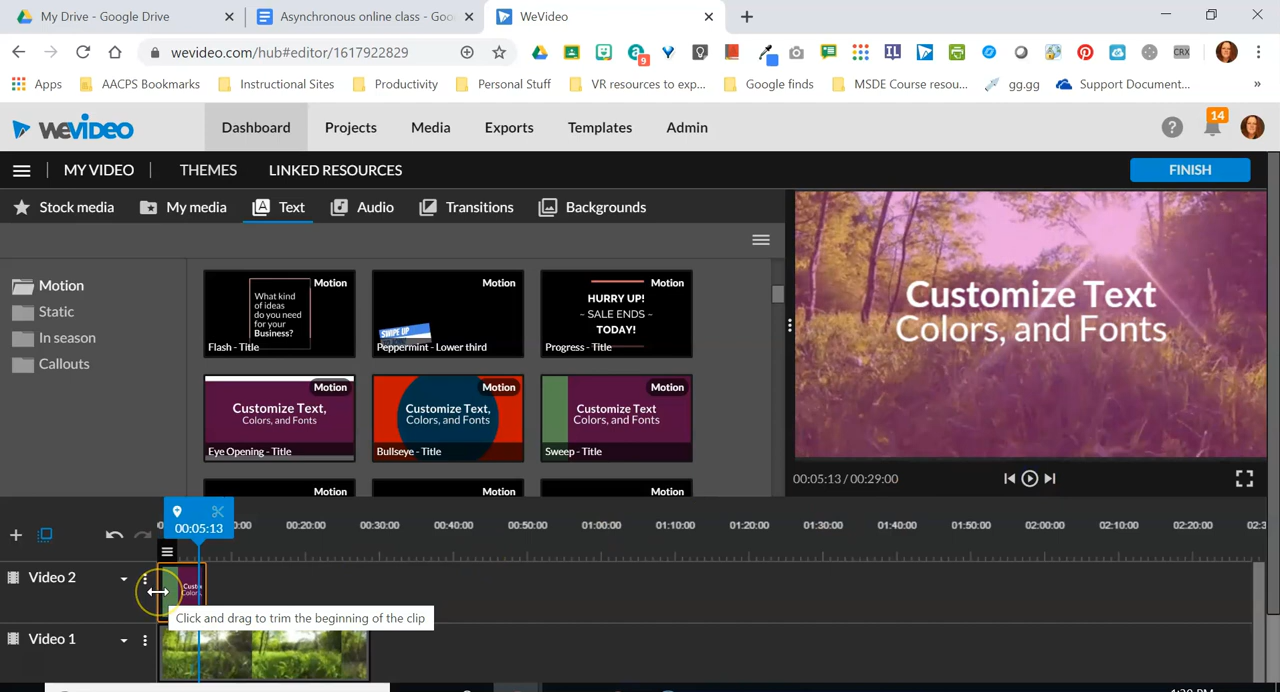 My Drive - Google Drive
Asynchronous online class - Goo
WeVideo
wevideo.com/hub#editor/1617922829
9
IL
CRX
Apps
AACPS Bookmarks
Instructional Sites
Productivity
Personal Stuff
VR resources to exp...
Google finds
MSDE Course resou...
gg.gg
Support Document...
»
WEVIDEO
Dashboard
Projects
Media
Exports
Templates
Admin
?
14
MY VIDEO
THEMES
LINKED RESOURCES
FINISH
Stock media
My media
Text
Audio
Transitions
Backgrounds
Motion
Static
In season
Callouts
Motion
What kind
of ideas
do you need
for your
Business?
Flash - Title
Motion
SWIPE UP
Peppermint - Lower third
Motion
HURRY UP!
~ SALE ENDS ~
TODAY!
Progress - Title
Motion
Customize Text,
Colors, and Fonts
Eye Opening - Title
Motion
Customize Text,
Colors, and Fonts
Bullseye - Title
Motion
Customize Text
Colors, and Fonts
Sweep - Title
Motion
Motion
Motion
Customize Text
Colors, and Fonts
00:05:13 / 00:29:00
00:05:13
00:20:00
00:30:00
00:40:00
00:50:00
01:00:00
01:10:00
01:20:00
01:30:00
01:40:00
01:50:00
02:00:00
02:10:00
02:20:00
Video 2
Click and drag to trim the beginning of the clip
Video 1